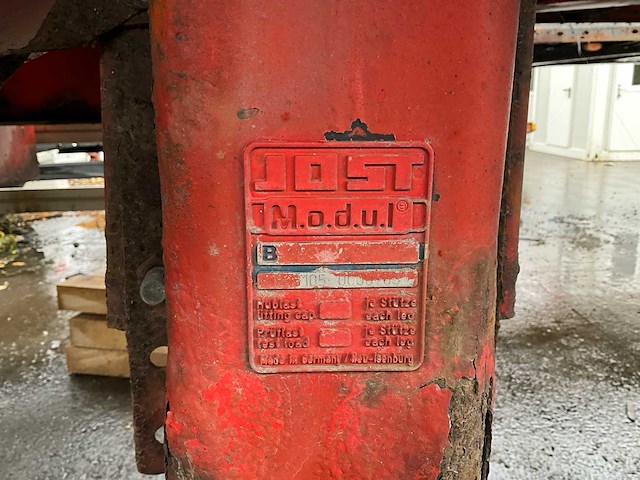 JOST
M.o.d.u.l ®
B
Hublast je Stütze
lifting cap. each leg
Prüflast je Stütze
test load each leg
Made in Germany / Neu-Isenburg